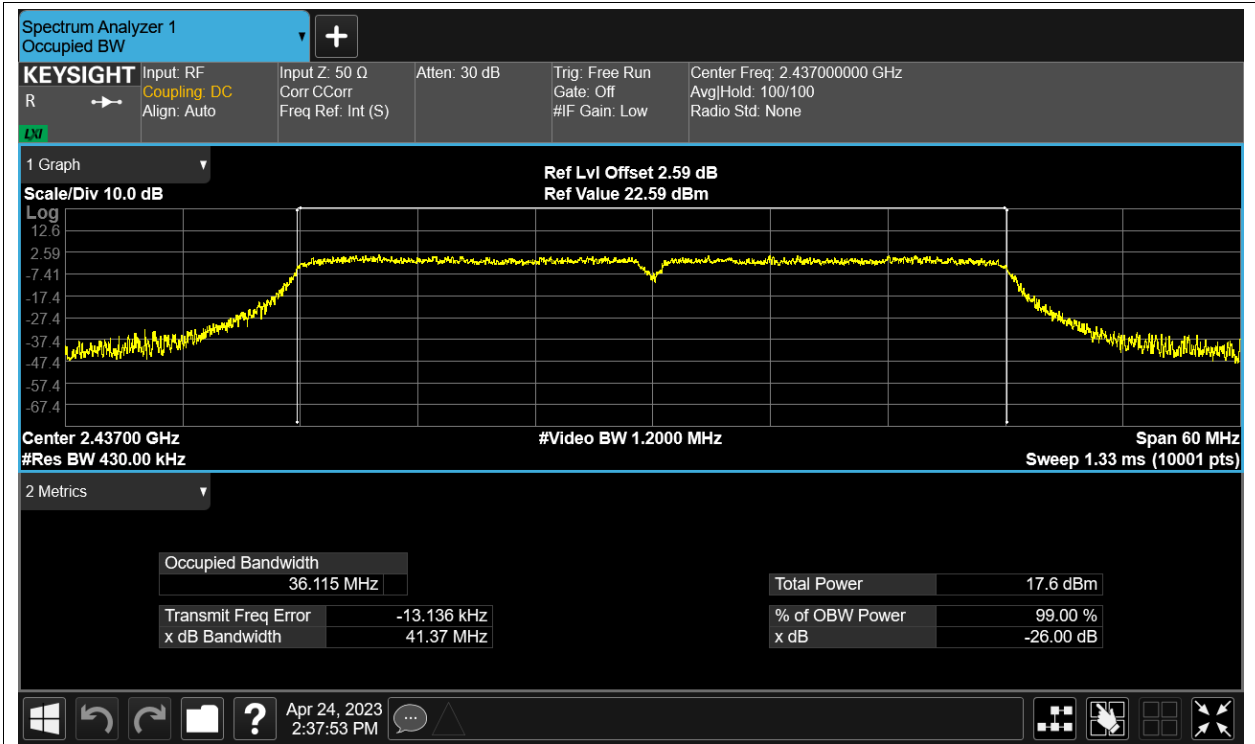 Spectrum Analyzer 1
Occupied BW
+
KEYSIGHT
R
LXI
Input: RF
Coupling: DC
Align: Auto
Input Z: 50 Ω
Corr CCorr
Freq Ref: Int (S)
Atten: 30 dB
Trig: Free Run
Gate: Off
#IF Gain: Low
Center Freq: 2.437000000 GHz
Avg|Hold: 100/100
Radio Std: None
1 Graph
Scale/Div 10.0 dB
Ref Lvl Offset 2.59 dB
Ref Value 22.59 dBm
Log
12.6
2.59
-7.41
-17.4
-27.4
-37.4
-47.4
-57.4
-67.4
Center 2.43700 GHz
#Res BW 430.00 kHz
#Video BW 1.2000 MHz
Span 60 MHz
Sweep 1.33 ms (10001 pts)
2 Metrics
Occupied Bandwidth
36.115 MHz
Transmit Freq Error -13.136 kHz
x dB Bandwidth 41.37 MHz
Total Power 17.6 dBm
% of OBW Power 99.00 %
x dB -26.00 dB
?
Apr 24, 2023
2:37:53 PM